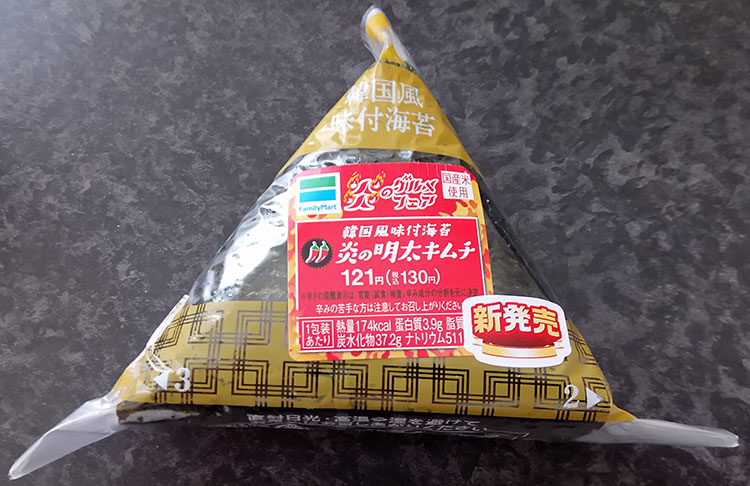 韓国風
味付海苔
FamilyMart
炎のグルメフェア
国産米
使用
韓国風味付海苔
炎の明太キムチ
121円(税込130円)
辛みの苦手な方は注意してお召し上がりください
新発売
1包装
あたり
熱量174kcal 蛋白質3.9g 脂質
炭水化物37.2g ナトリウム511
◀3
2▶
直射日光・高温多湿を避けて